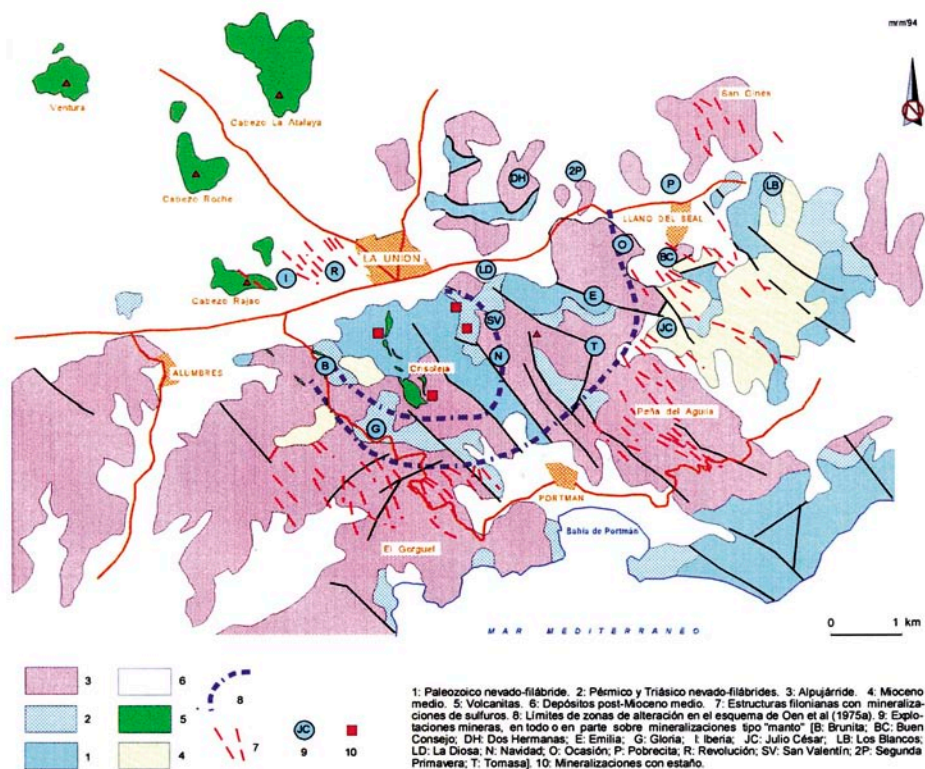 mrm'94
N
San Ginés
Ventura
Cabezo La Atalaya
DH
2P
P
LB
Cabezo Roche
LLANO DEL BEAL
O
BC
LA UNION
I
R
LD
Cabezo Rajao
E
SV
JC
T
N
Crisoleja
B
ALUMBRES
Peña del Aguila
G
PORTMAN
El Gorguel
Bahía de Portmán
MAR MEDITERRANEO
0 1 km
3 6
8
2 5
JC
1 4 7 9 10
1: Paleozoico nevado-filábride. 2: Pérmico y Triásico nevado-filábrides. 3: Alpujárride. 4: Mioceno
medio. 5: Volcanitas. 6: Depósitos post-Mioceno medio. 7: Estructuras filonianas con mineraliza-
ciones de sulfuros. 8: Límites de zonas de alteración en el esquema de Oen et al (1975a). 9: Explo-
taciones mineras, en todo o en parte sobre mineralizaciones tipo "manto" [B: Brunita; BC: Buen
Consejo; DH: Dos Hermanas; E: Emilia; G: Gloria; I: Iberia; JC: Julio César; LB: Los Blancos;
LD: La Diosa; N: Navidad; O: Ocasión; P: Pobrecita; R: Revolución; SV: San Valentín; 2P: Segunda
Primavera; T: Tomasa]. 10: Mineralizaciones con estaño.